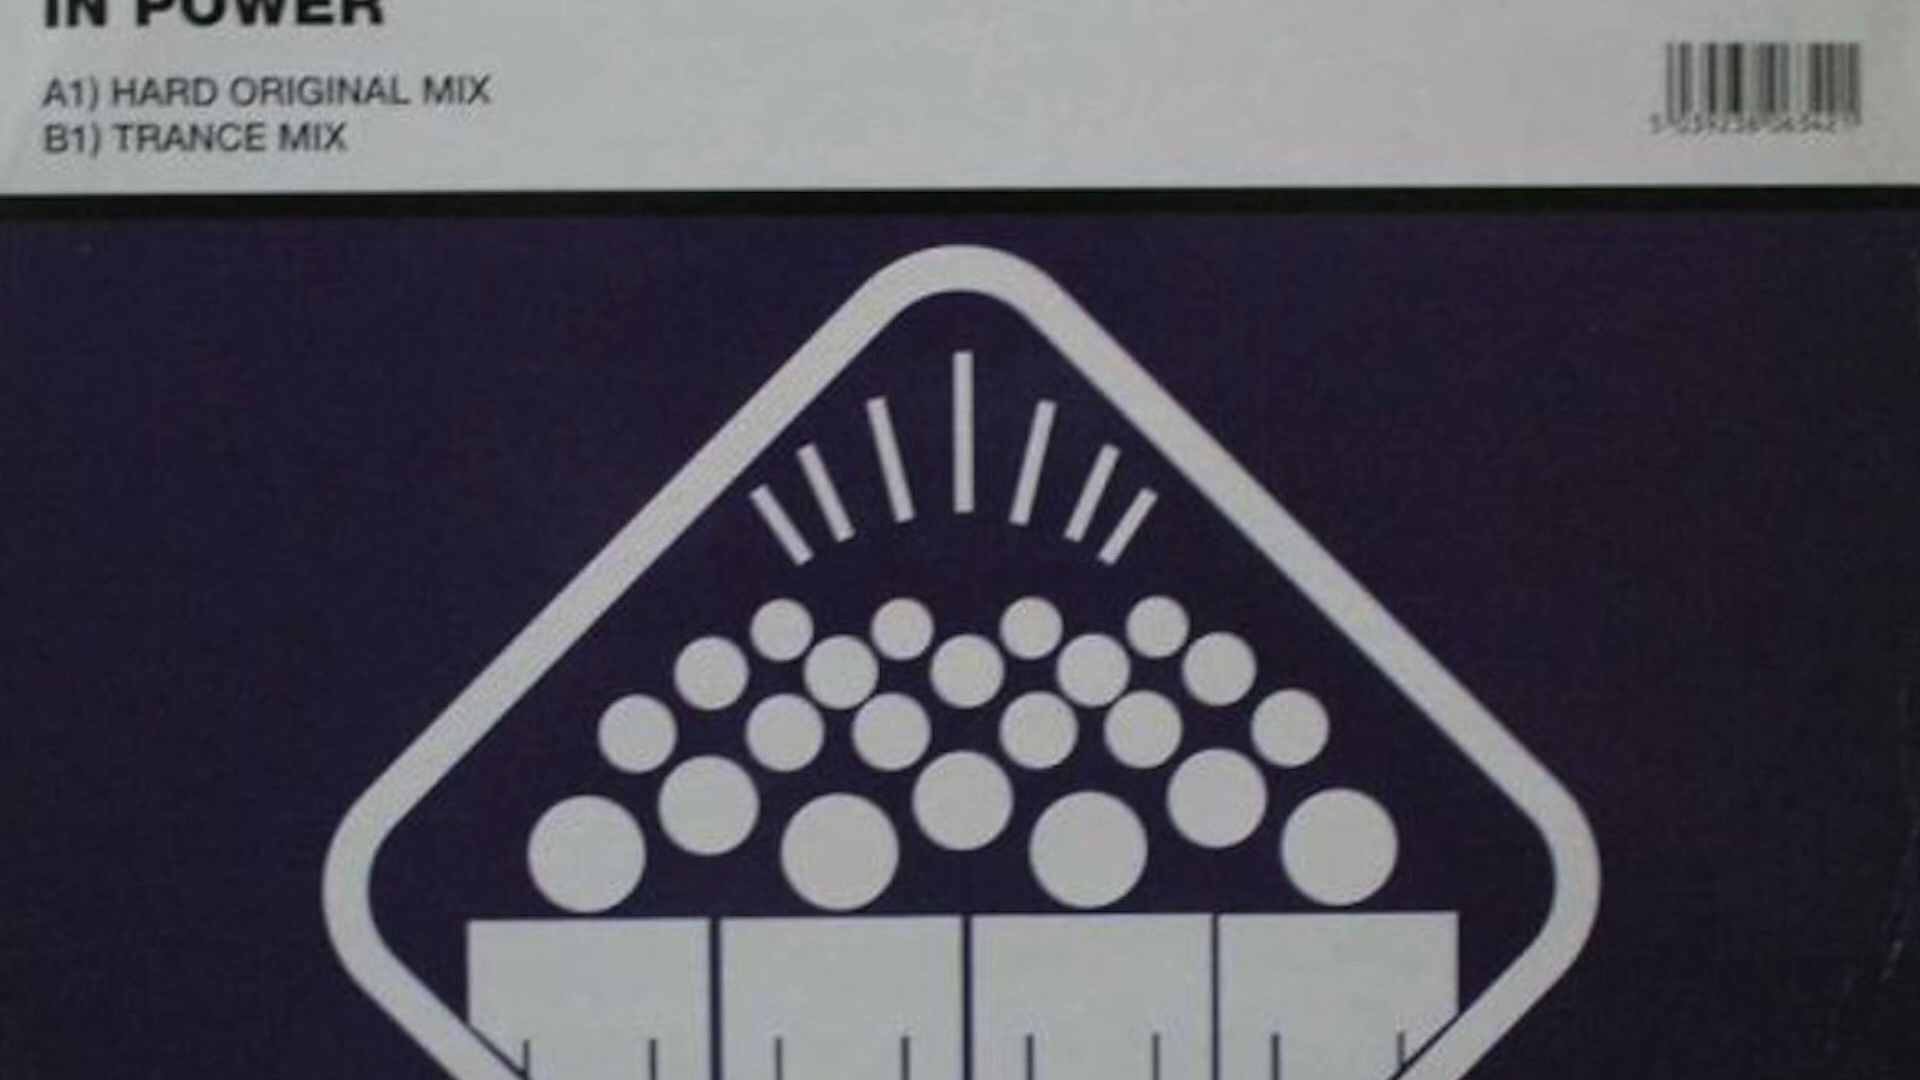 IN POWER
A1) HARD ORIGINAL MIX
B1) TRANCE MIX